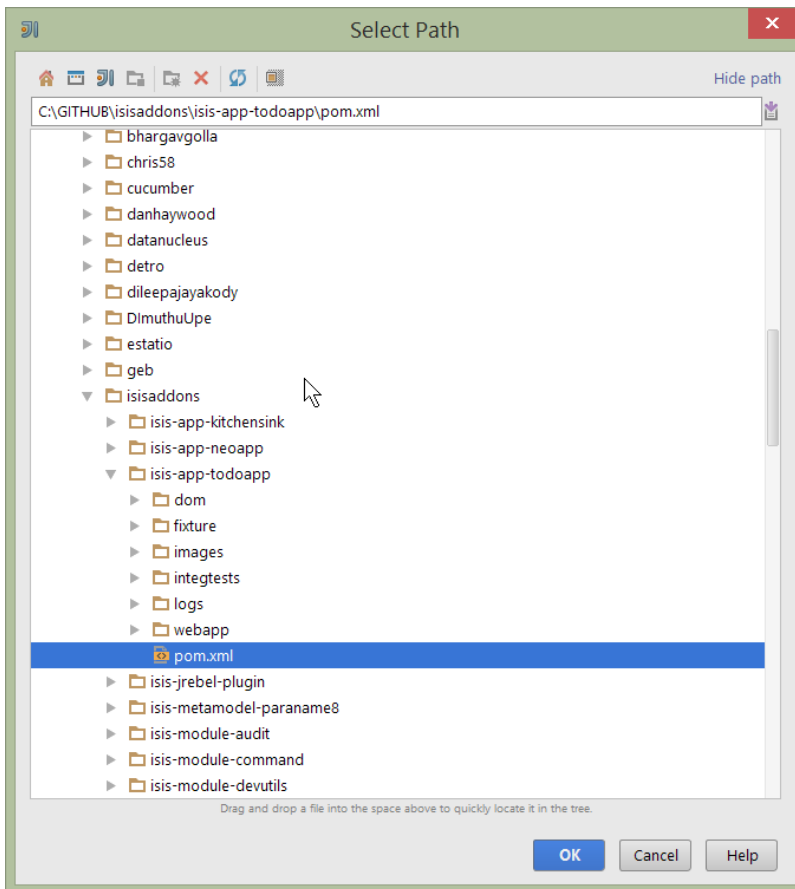 Select Path
Hide path
C:\GITHUB\isisaddons\isis-app-todoapp\pom.xml
bhargavgolla
chris58
cucumber
danhaywood
datanucleus
detro
dileepajayakody
DImuthuUpe
estatio
geb
isisaddons
isis-app-kitchensink
isis-app-neoapp
isis-app-todoapp
dom
fixture
images
integtests
logs
webapp
pom.xml
isis-jrebel-plugin
isis-metamodel-paraname8
isis-module-audit
isis-module-command
isis-module-devutils
Drag and drop a file into the space above to quickly locate it in the tree.
OK Cancel Help